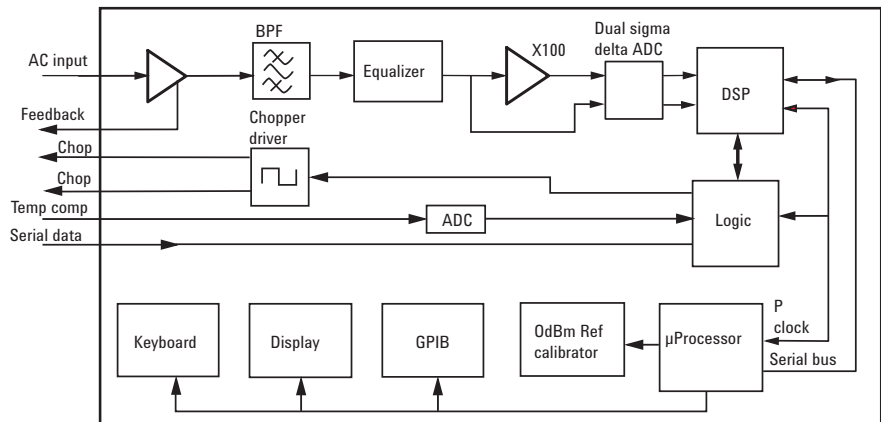 AC input
BPF
Equalizer
X100
Dual sigma
delta ADC
DSP
Feedback
Chopper
driver
Chop
Chop
Temp comp
ADC
Logic
Serial data
Keyboard
Display
GPIB
0dBm Ref
calibrator
µProcessor
P
clock
Serial bus